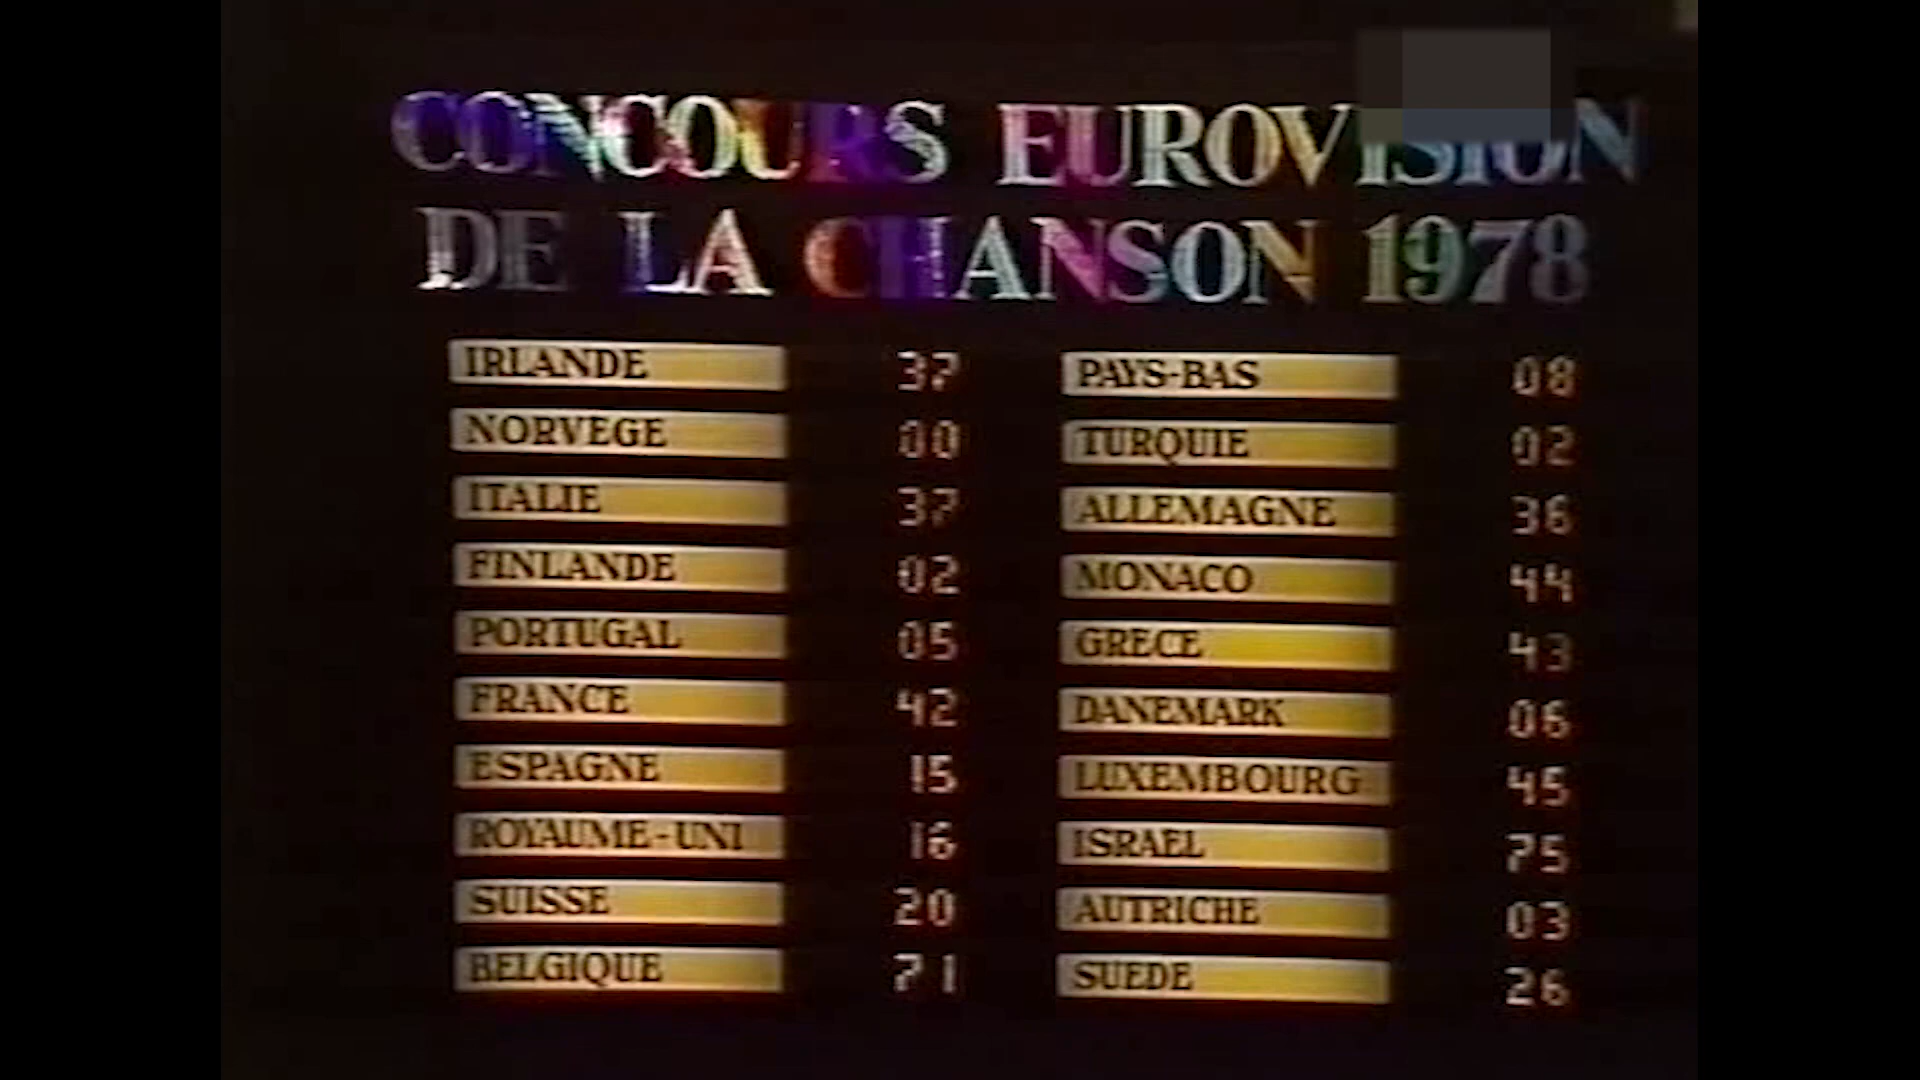 CONCOURS EUROVISION
DE LA CHANSON 1978
IRLANDE 37
NORVEGE 00
ITALIE 37
FINLANDE 02
PORTUGAL 05
FRANCE 42
ESPAGNE 15
ROYAUME-UNI 16
SUISSE 20
BELGIQUE 71
PAYS-BAS 08
TURQUIE 02
ALLEMAGNE 36
MONACO 44
GRECE 43
DANEMARK 06
LUXEMBOURG 45
ISRAEL 75
AUTRICHE 03
SUEDE 26